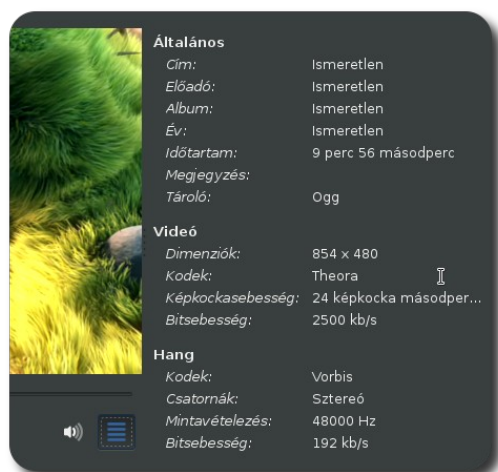 Általános
Cím: Ismeretlen
Előadó: Ismeretlen
Album: Ismeretlen
Év: Ismeretlen
Időtartam: 9 perc 56 másodperc
Megjegyzés:
Tároló: Ogg
Videó
Dimenziók: 854 x 480
Kodek: Theora
Képkockasebesség: 24 képkocka másodper...
Bitsebesség: 2500 kb/s
Hang
Kodek: Vorbis
Csatornák: Sztereó
Mintavételezés: 48000 Hz
Bitsebesség: 192 kb/s